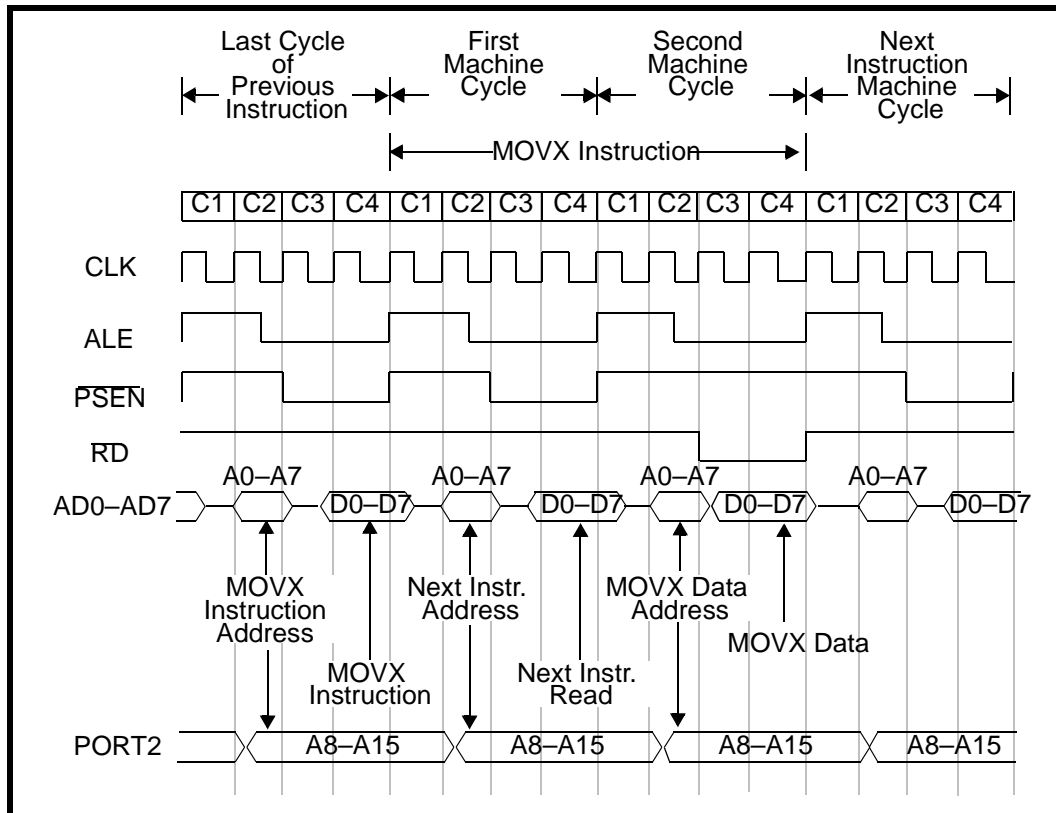 Last Cycle
of
Previous
Instruction
First
Machine
Cycle
Second
Machine
Cycle
Next
Instruction
Machine
Cycle
MOVX Instruction
C1 C2 C3 C4 C1 C2 C3 C4 C1 C2 C3 C4 C1 C2 C3 C4
CLK
ALE
PSEN
RD
A0–A7 A0–A7 A0–A7 A0–A7
AD0–AD7 D0–D7 D0–D7 D0–D7 D0–D7
MOVX
Instruction
Address
Next Instr.
Address
MOVX Data
Address
MOVX Data
MOVX
Instruction
Next Instr.
Read
PORT2 A8–A15 A8–A15 A8–A15 A8–A15